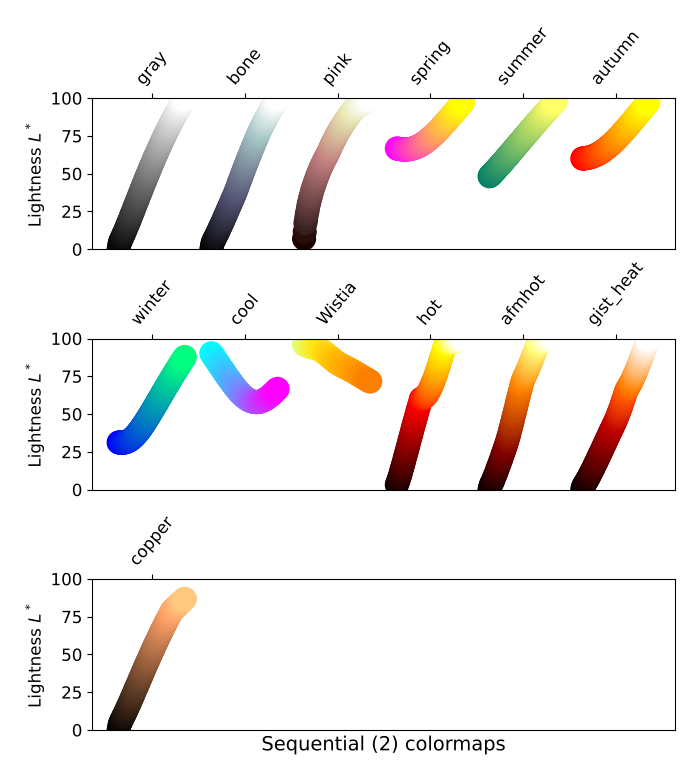 gray
bone
pink
spring
summer
autumn
Lightness L*
100
75
50
25
0
winter
cool
Wistia
hot
afmhot
gist_heat
Lightness L*
100
75
50
25
0
copper
Lightness L*
100
75
50
25
0
Sequential (2) colormaps